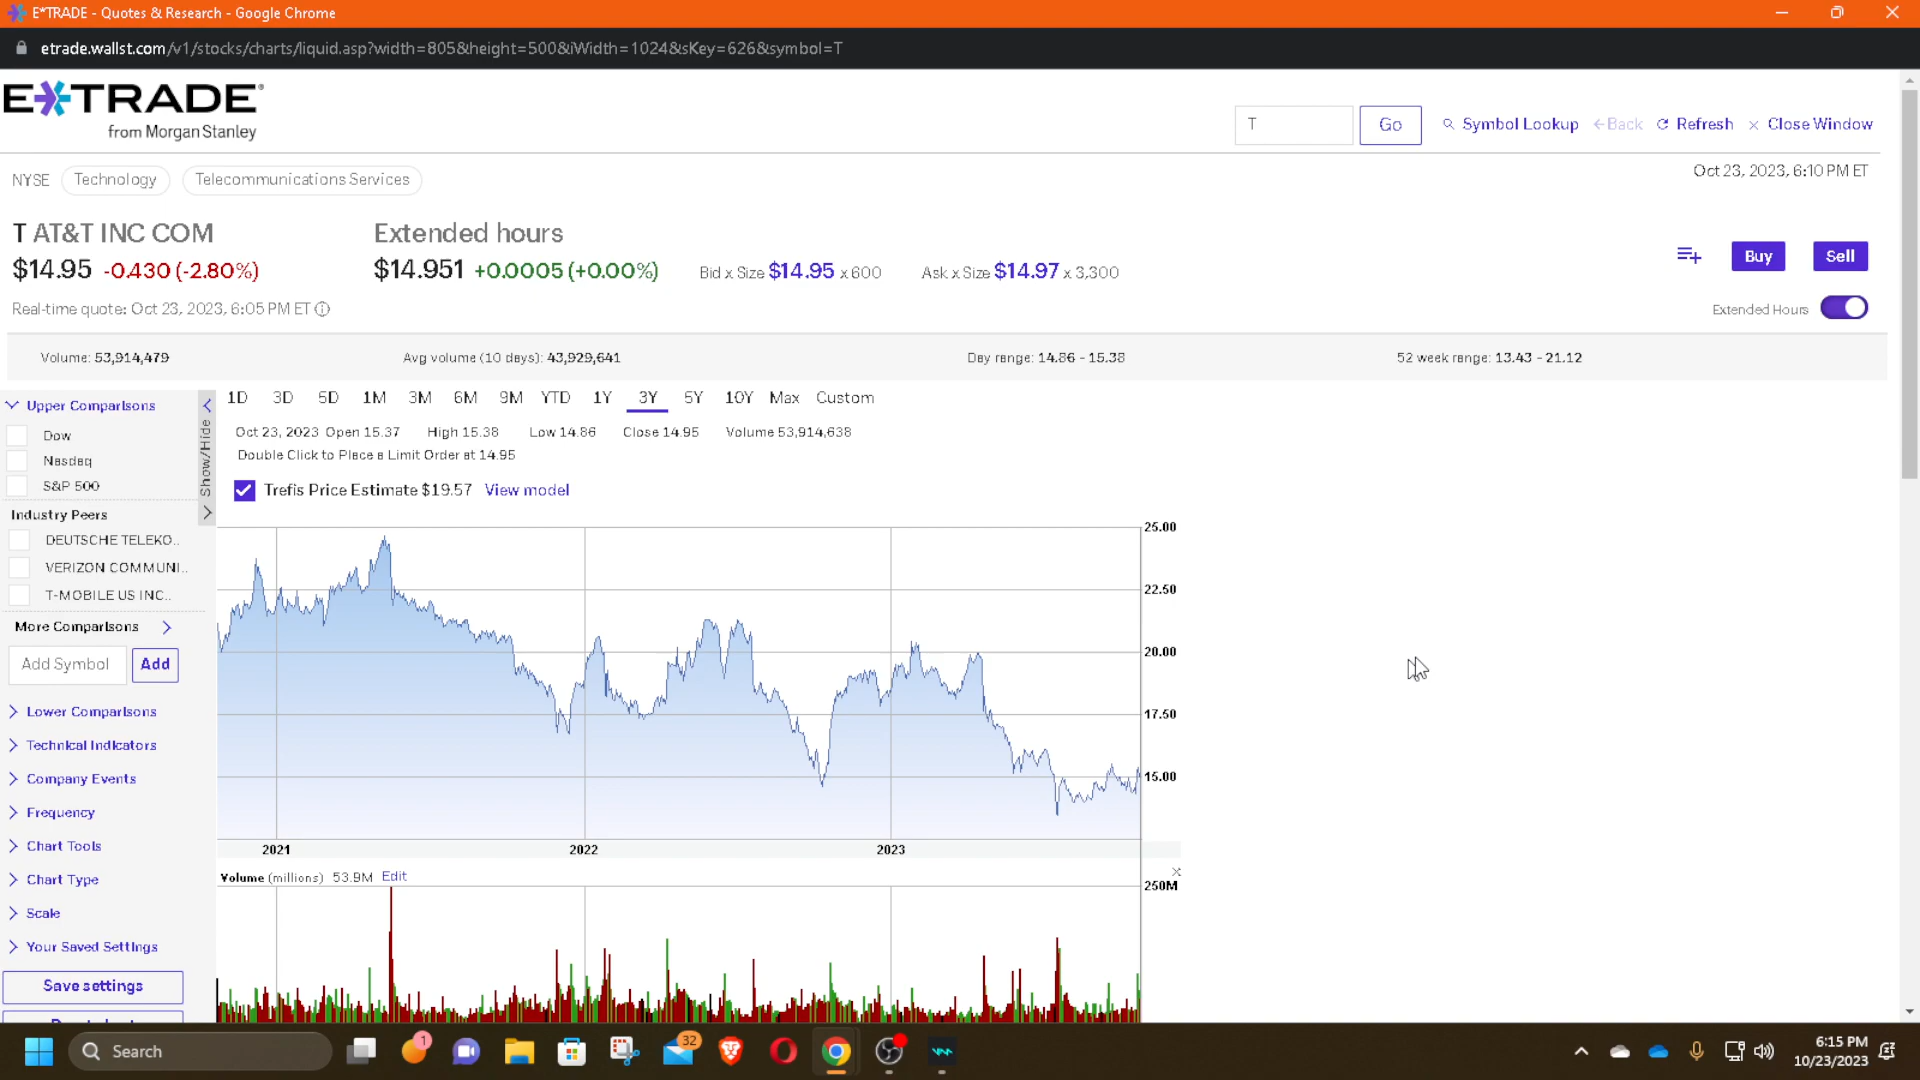 E*TRADE - Quotes & Research - Google Chrome
etrade.wallst.com/v1/stocks/charts/liquid.asp?width=805&height=500&iWidth=1024&sKey=626&symbol=T
E*TRADE
from Morgan Stanley
T Go Symbol Lookup Back Refresh Close Window
NYSE Technology Telecommunications Services
Oct 23, 2023, 6:10 PM ET
T AT&T INC COM Extended hours
$14.95 -0.430 (-2.80%) $14.951 +0.0005 (+0.00%) Bid x Size $14.95 x 600 Ask x Size $14.97 x 3,300
Buy Sell
Real-time quote: Oct 23, 2023, 6:05 PM ET
Extended Hours
Volume: 53,914,479 Avg volume (10 days): 43,929,641 Day range: 14.86 - 15.38 52 week range: 13.43 - 21.12
Upper Comparisons
Dow
Nasdaq
S&P 500
Industry Peers
DEUTSCHE TELEKO..
VERIZON COMMUNI..
T-MOBILE US INC..
More Comparisons
Add Symbol Add
Lower Comparisons
Technical Indicators
Company Events
Frequency
Chart Tools
Chart Type
Scale
Your Saved Settings
Save settings
Show/Hide
1D 3D 5D 1M 3M 6M 9M YTD 1Y 3Y 5Y 10Y Max Custom
Oct 23, 2023 Open 15.37 High 15.38 Low 14.86 Close 14.95 Volume 53,914,638
Double Click to Place a Limit Order at 14.95
Trefis Price Estimate $19.57 View model
25.00
22.50
20.00
17.50
15.00
2021 2022 2023
Volume (millions) 53.9M Edit
250M
Search
1
32
6:15 PM
10/23/2023